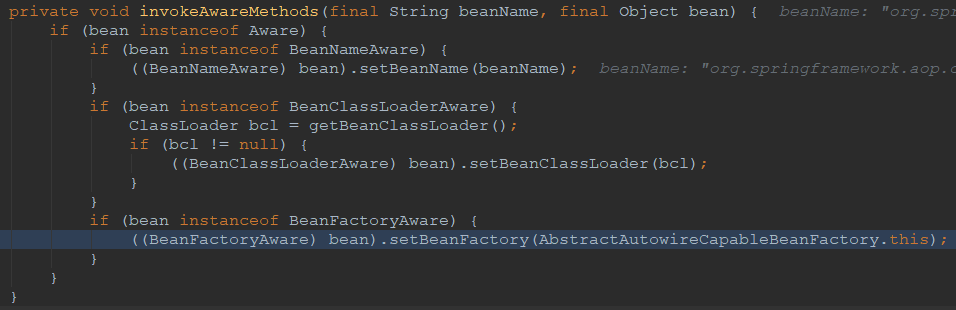 private void invokeAwareMethods(final String beanName, final Object bean) {  beanName: "org.spr
    if (bean instanceof Aware) {
        if (bean instanceof BeanNameAware) {
            ((BeanNameAware) bean).setBeanName(beanName);  beanName: "org.springframework.aop.c
        }
        if (bean instanceof BeanClassLoaderAware) {
            ClassLoader bcl = getBeanClassLoader();
            if (bcl != null) {
                ((BeanClassLoaderAware) bean).setBeanClassLoader(bcl);
            }
        }
        if (bean instanceof BeanFactoryAware) {
            ((BeanFactoryAware) bean).setBeanFactory(AbstractAutowireCapableBeanFactory.this);
        }
    }
}